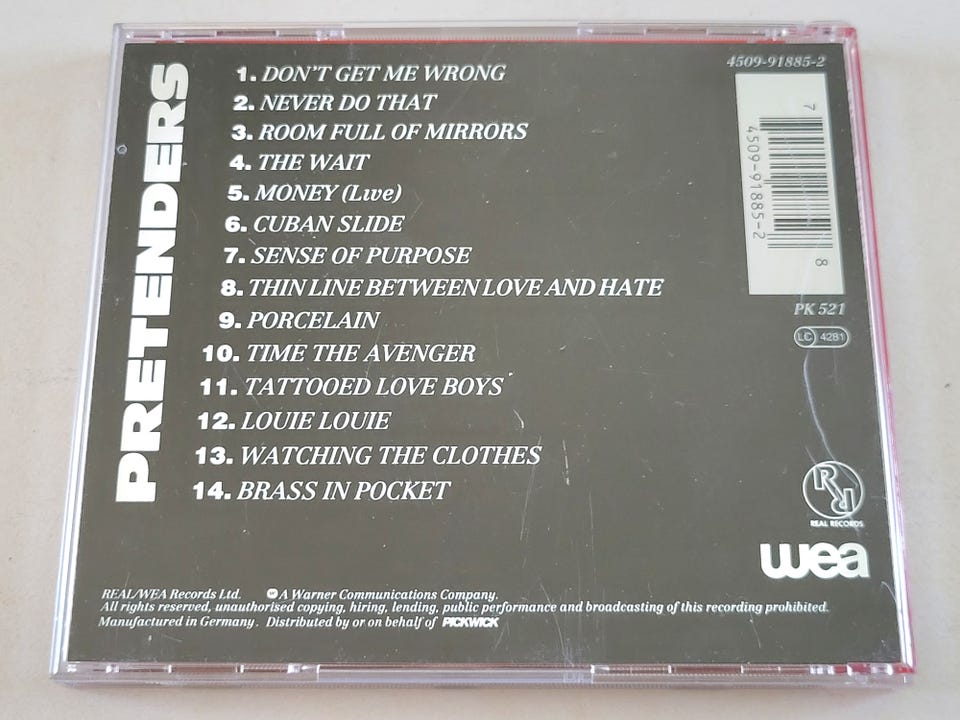 PRETENDERS
1. DON'T GET ME WRONG
2. NEVER DO THAT
3. ROOM FULL OF MIRRORS
4. THE WAIT
5. MONEY (Live)
6. CUBAN SLIDE
7. SENSE OF PURPOSE
8. THIN LINE BETWEEN LOVE AND HATE
9. PORCELAIN
10. TIME THE AVENGER
11. TATTOOED LOVE BOYS
12. LOUIE LOUIE
13. WATCHING THE CLOTHES
14. BRASS IN POCKET
4509-91885-2
7
4509-91885-2
8
PK 521
LC 4281
RR
REAL RECORDS
wea
REAL/WEA Records Ltd. A Warner Communications Company.
All rights reserved, unauthorised copying, hiring, lending, public performance and broadcasting of this recording prohibited.
Manufactured in Germany. Distributed by or on behalf of PICKWICK